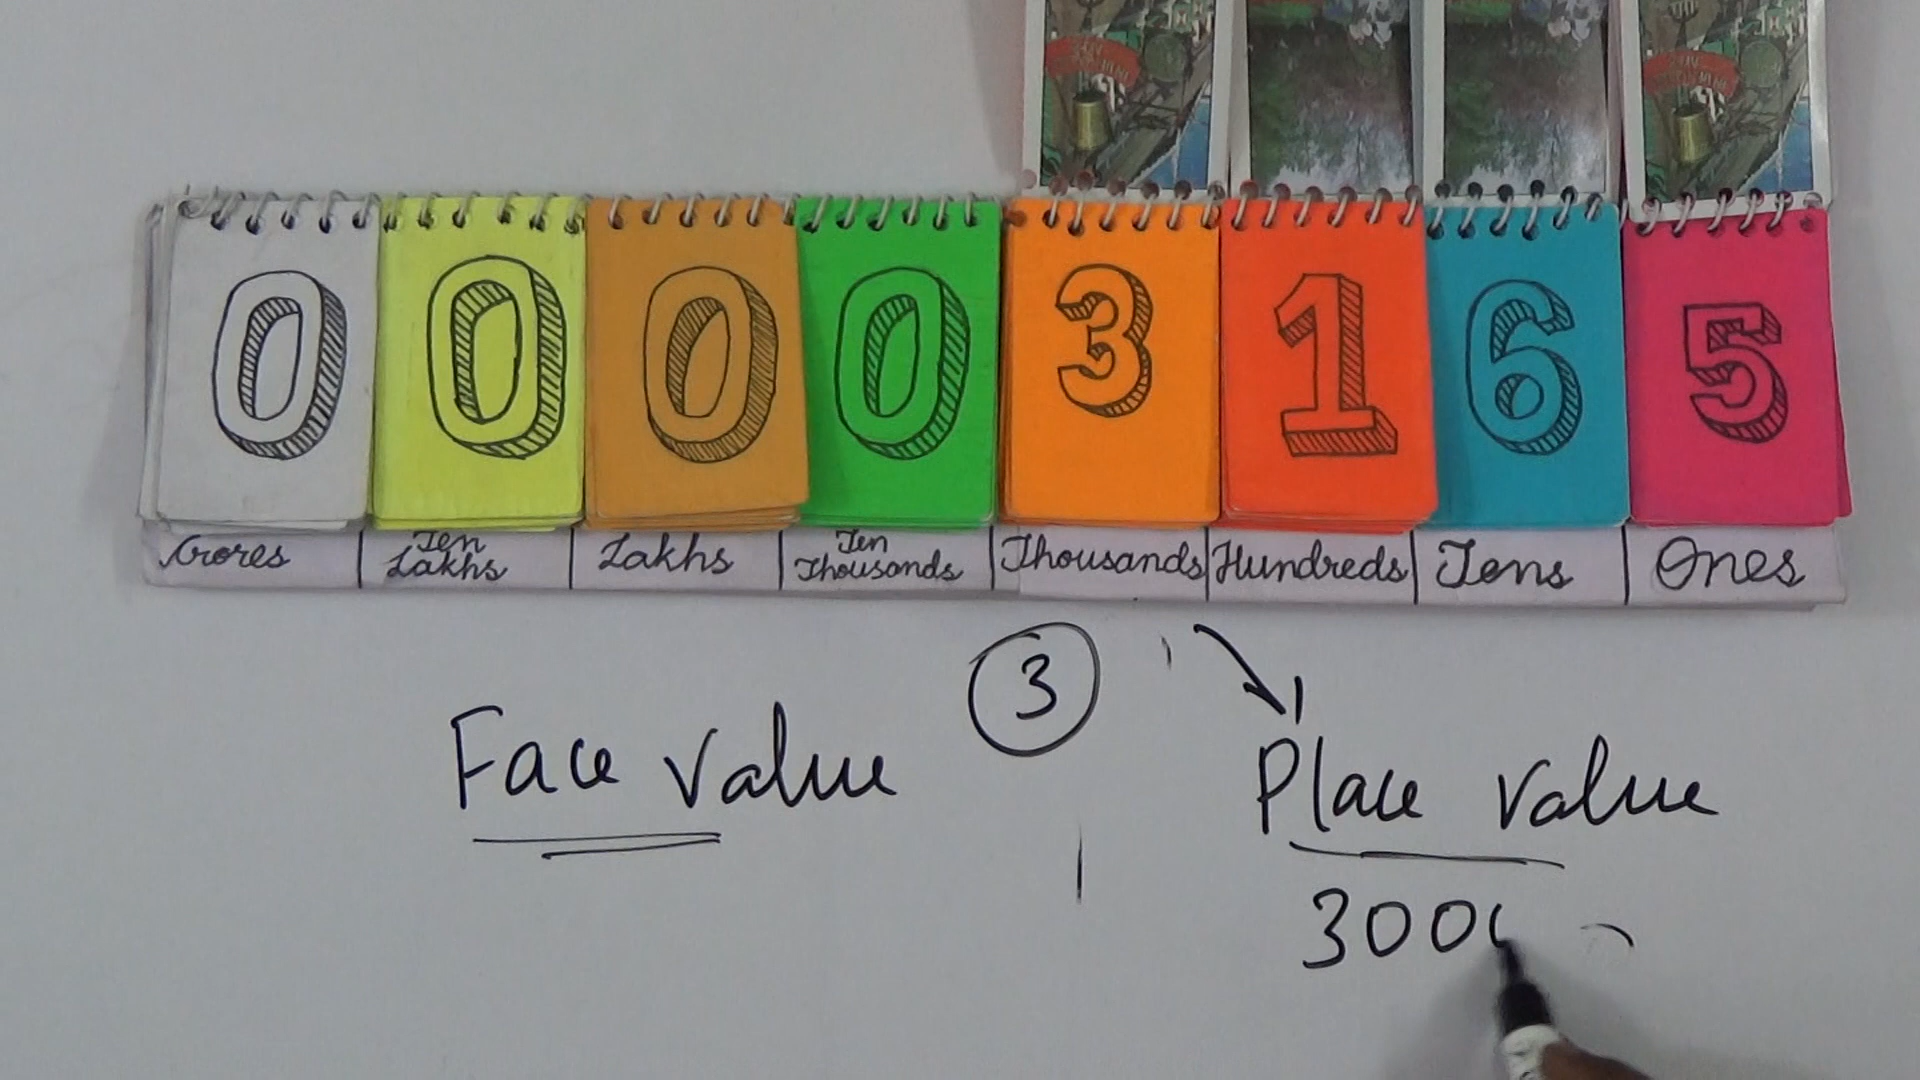 0 0 0 0 3 1 6 5
Crores Ten Lakhs Lakhs Ten Thousands Thousands Hundreds Tens Ones
3
Face value Place value
300